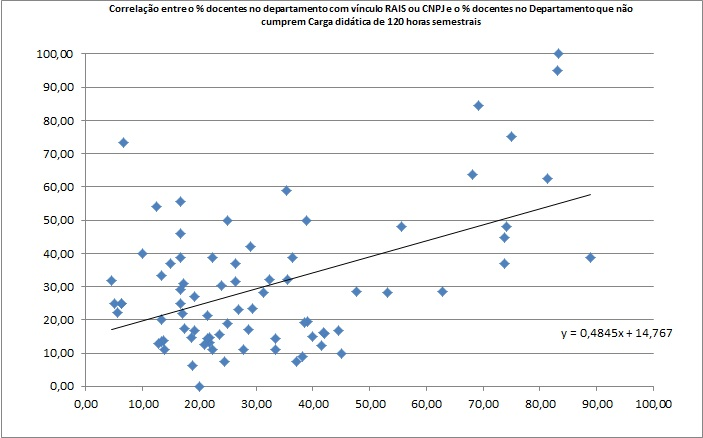 Correlação entre o % docentes no departamento com vínculo RAIS ou CNPJ e o % docentes no Departamento que não
cumprem Carga didática de 120 horas semestrais
100,00
90,00
80,00
70,00
60,00
50,00
40,00
30,00
20,00
10,00
0,00
y = 0,4845x + 14,767
0,00 10,00 20,00 30,00 40,00 50,00 60,00 70,00 80,00 90,00 100,00